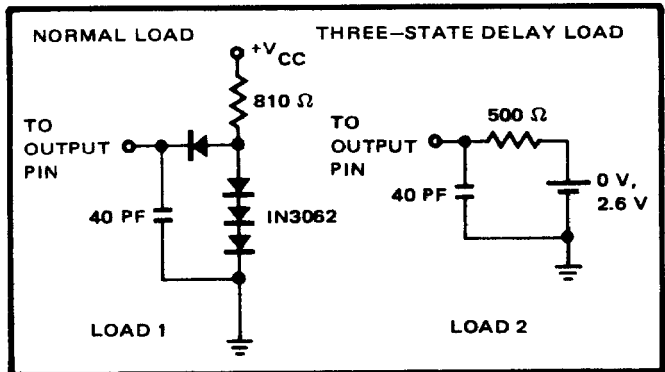 NORMAL LOAD
+VCC
810 Ω
TO
OUTPUT
PIN
40 PF
IN3062
LOAD 1
THREE-STATE DELAY LOAD
500 Ω
TO
OUTPUT
PIN
40 PF
0 V,
2.6 V
LOAD 2